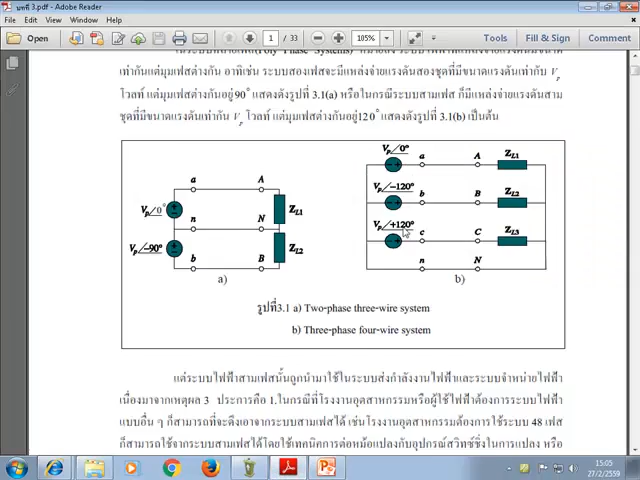 บทที่ 3.pdf - Adobe Reader
File Edit View Window Help
Open 1 / 33 105% Tools Fill & Sign Comment
เท่ากันแต่มุมเฟสต่างกัน อาทิเช่น ระบบสองเฟสจะมีแหล่งจ่ายแรงดันสองชุดที่มีขนาดแรงดันเท่ากับ Vp
โวลท์ แต่มุมเฟสต่างกันอยู่ 90° แสดงดังรูปที่ 3.1(a) หรือในกรณีระบบสามเฟส ก็มีแหล่งจ่ายแรงดันสาม
ชุดที่มีขนาดแรงดันเท่ากับ Vp โวลท์ แต่มุมเฟสต่างกันอยู่120° แสดงดังรูปที่ 3.1(b) เป็นต้น
a A
Vp/0° ZL1
n N
Vp/−90° ZL2
b B
a)
Vp/0° a A ZL1
Vp/−120° b B ZL2
Vp/+120° c C ZL3
n N
b)
รูปที่3.1 a) Two-phase three-wire system
b) Three-phase four-wire system
แต่ระบบไฟฟ้าสามเฟสนั้นถูกนำมาใช้ในระบบส่งกำลังงานไฟฟ้าและระบบจำหน่ายไฟฟ้า
เนื่องมาจากเหตุผล 3 ประการคือ 1.ในกรณีที่โรงงานอุตสาหกรรมหรือผู้ใช้ไฟฟ้าต้องการระบบไฟฟ้า
แบบอื่น ๆ ก็สามารถที่จะดึงเอาจากระบบสามเฟสได้ เช่นโรงงานอุตสาหกรรมต้องการใช้ระบบ 48 เฟส
ก็สามารถใช้จากระบบสามเฟสได้โดยใช้เทคนิคการต่อหม้อแปลงกับอุปกรณ์สวิทช์ซิ่งในการแปลง หรือ
15:05
27/2/2559